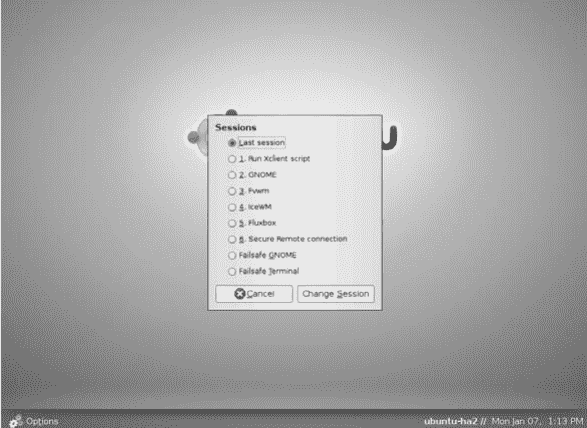 Sessions
Last session
1. Run Xclient script
2. GNOME
3. Fvwm
4. IceWM
5. Fluxbox
6. Secure Remote connection
Failsafe GNOME
Failsafe Terminal
Cancel
Change Session
Options
ubuntu-ha2 // Mon Jan 07, 1:13 PM